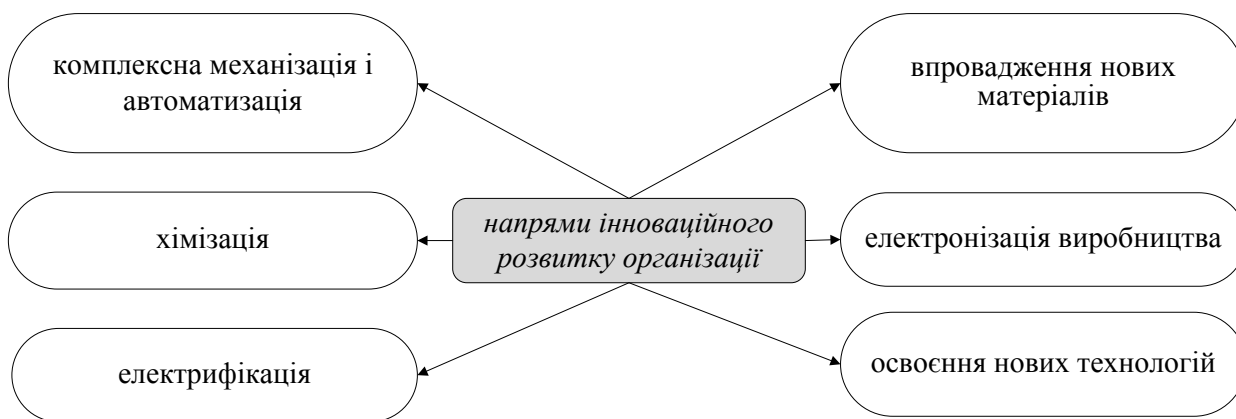 комплексна механізація і
автоматизація
впровадження нових
матеріалів
хімізація
напрями інноваційного
розвитку організації
електронізація виробництва
електрифікація
освоєння нових технологій